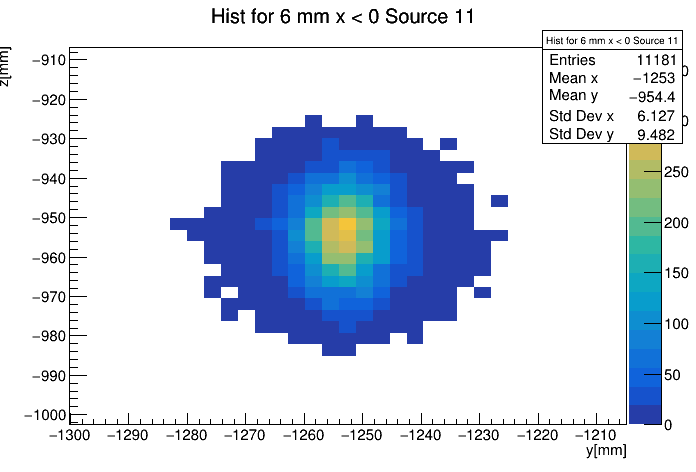 Hist for 6 mm x < 0 Source 11
Hist for 6 mm x < 0 Source 11
Entries 11181
Mean x −1253
Mean y −954.4
Std Dev x 6.127
Std Dev y 9.482
z[mm]
−910
−920
−930
−940
−950
−960
−970
−980
−990
−1000
−1300 −1290 −1280 −1270 −1260 −1250 −1240 −1230 −1220 −1210
y[mm]
250
200
150
100
50
0